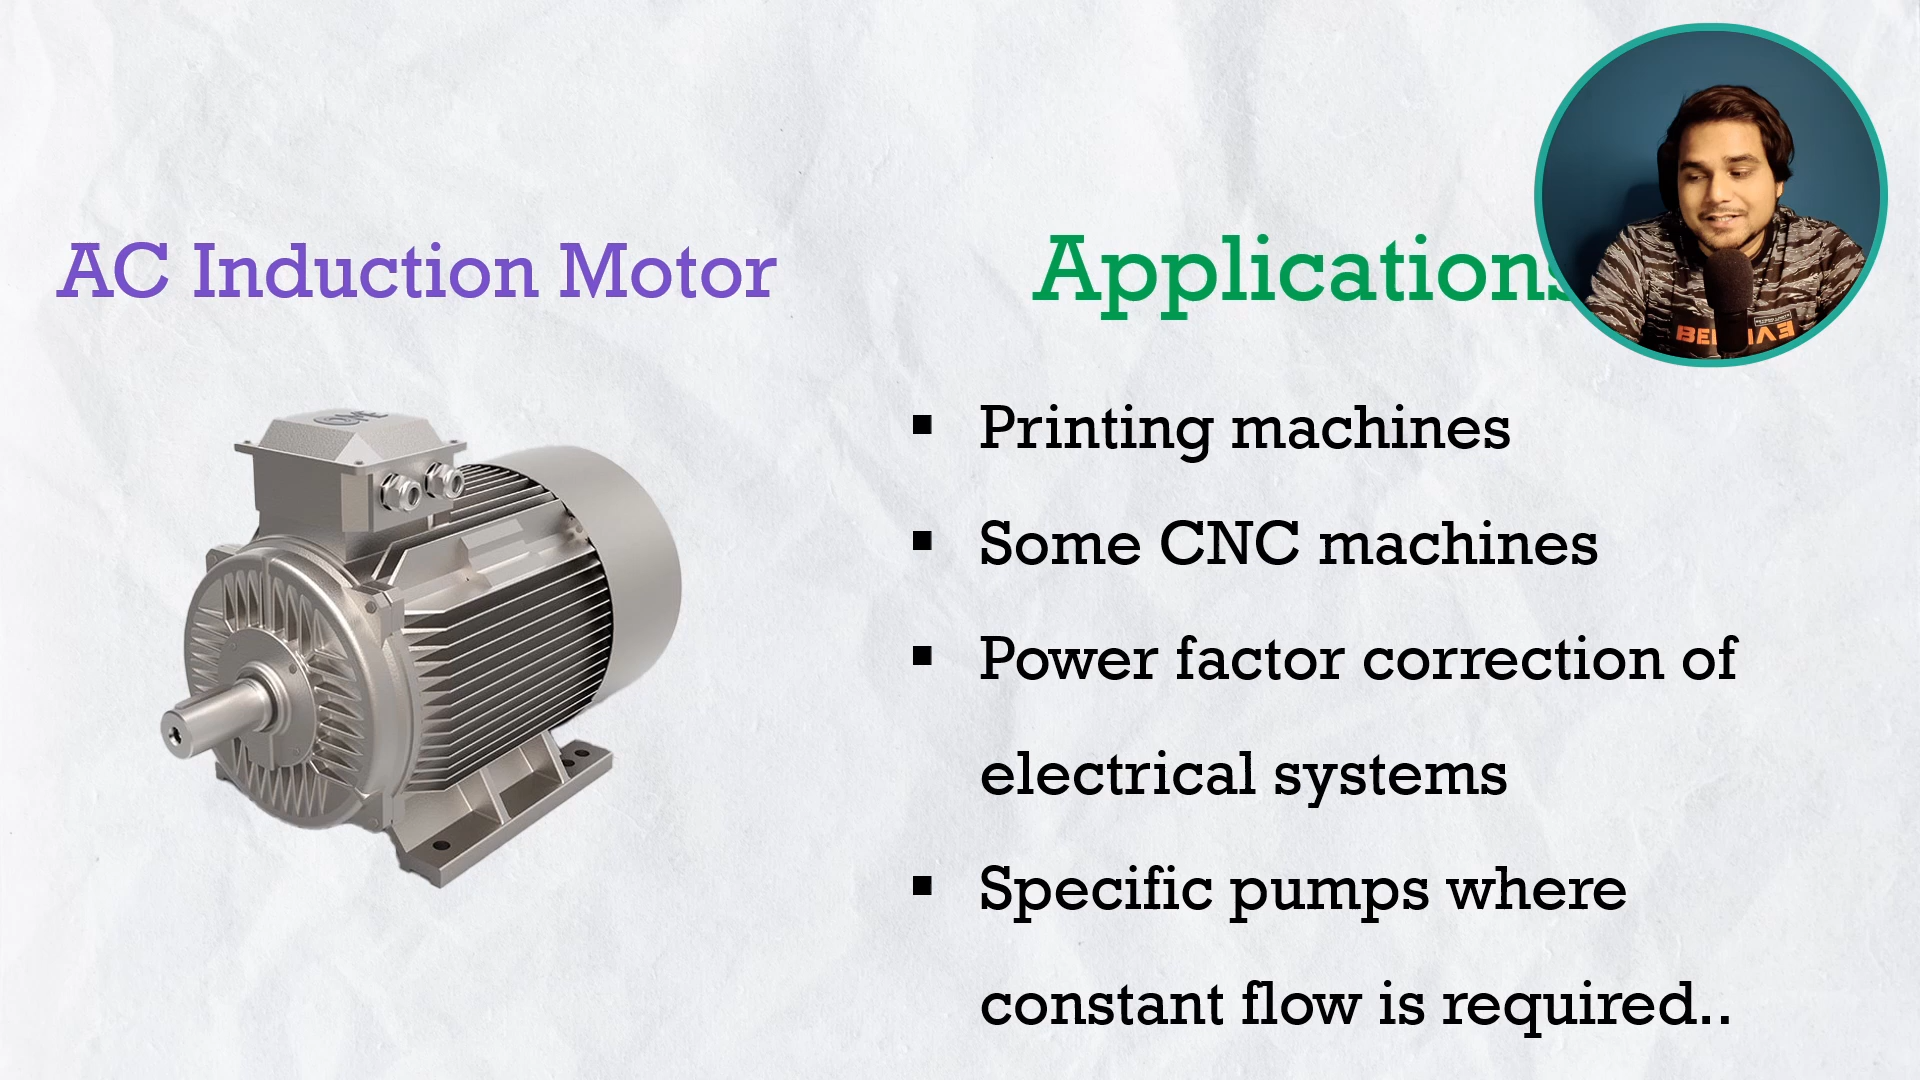 AC Induction Motor
Applications
Printing machines
Some CNC machines
Power factor correction of
electrical systems
Specific pumps where
constant flow is required..